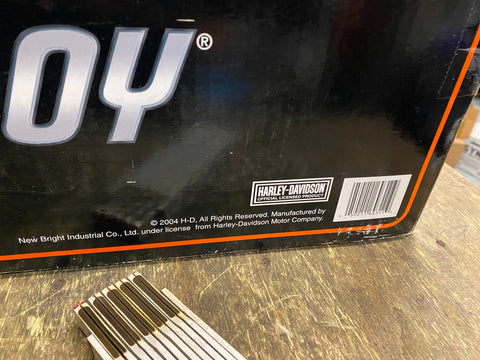 OY®
HARLEY-DAVIDSON
OFFICIAL LICENSED PRODUCT
© 2004 H-D, All Rights Reserved. Manufactured by
New Bright Industrial Co., Ltd. under license from Harley-Davidson Motor Company.